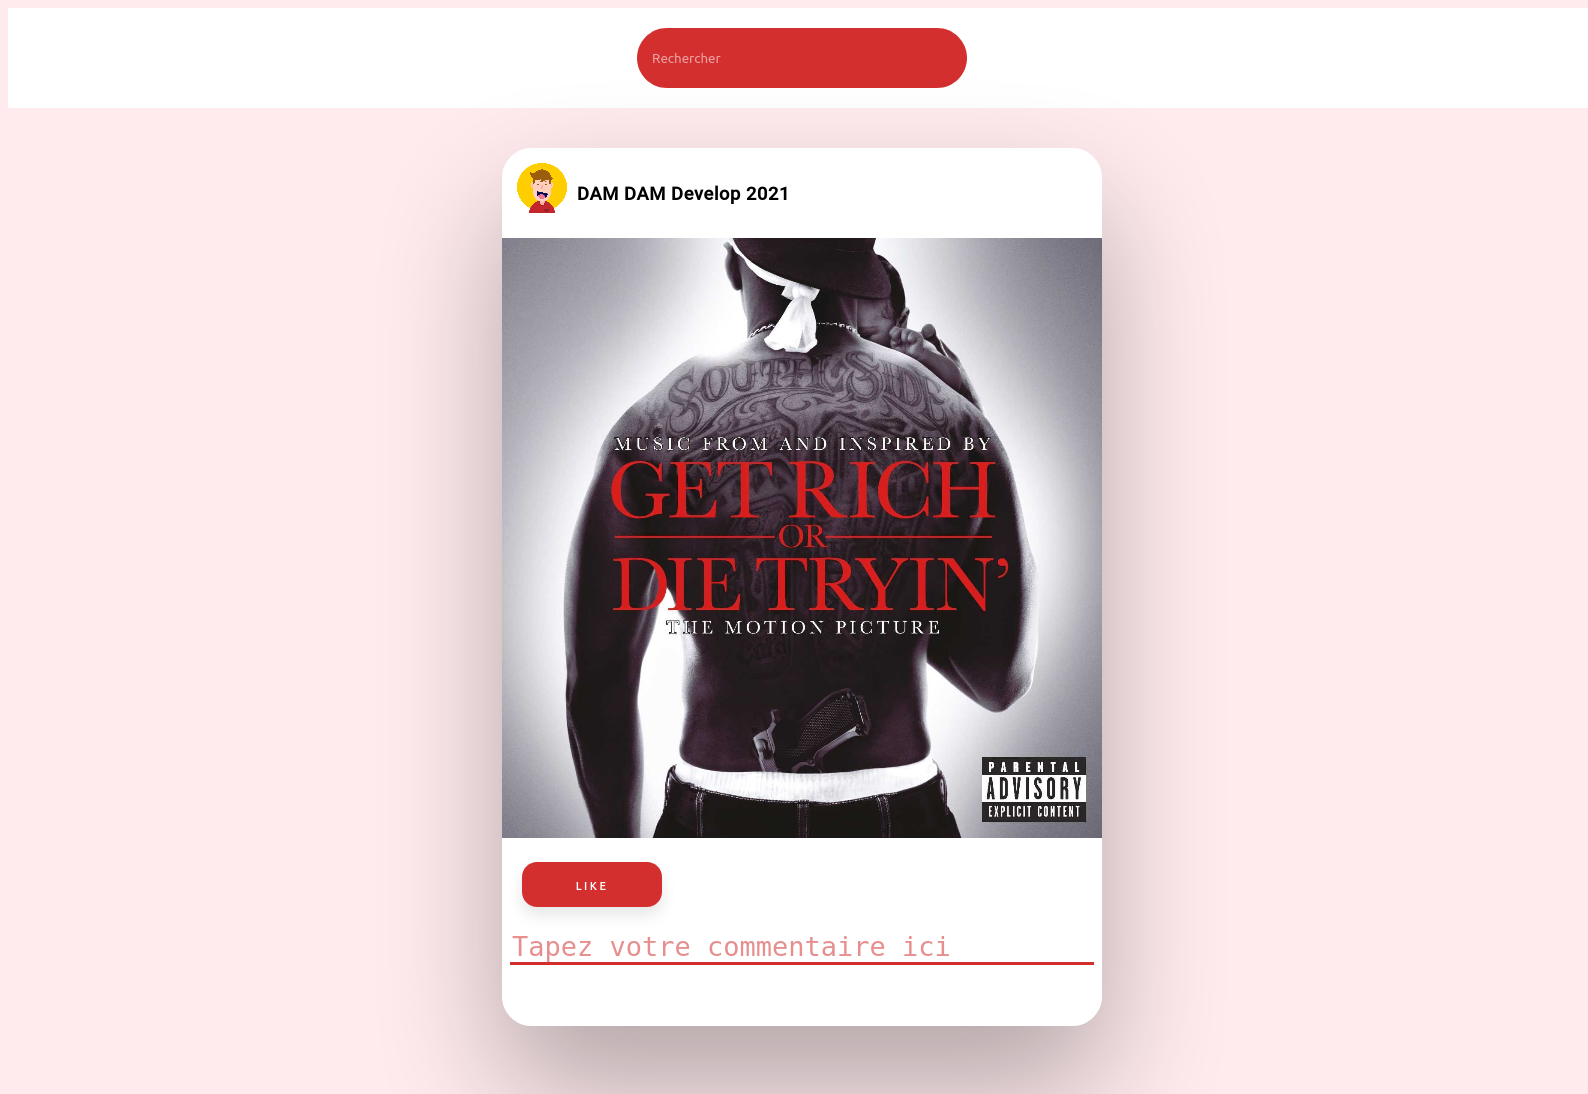 Rechercher
DAM DAM Develop 2021
SOUTH SIDE
MUSIC FROM AND INSPIRED BY
GET RICH
OR
DIE TRYIN’
THE MOTION PICTURE
PARENTAL
ADVISORY
EXPLICIT CONTENT
LIKE
Tapez votre commentaire ici